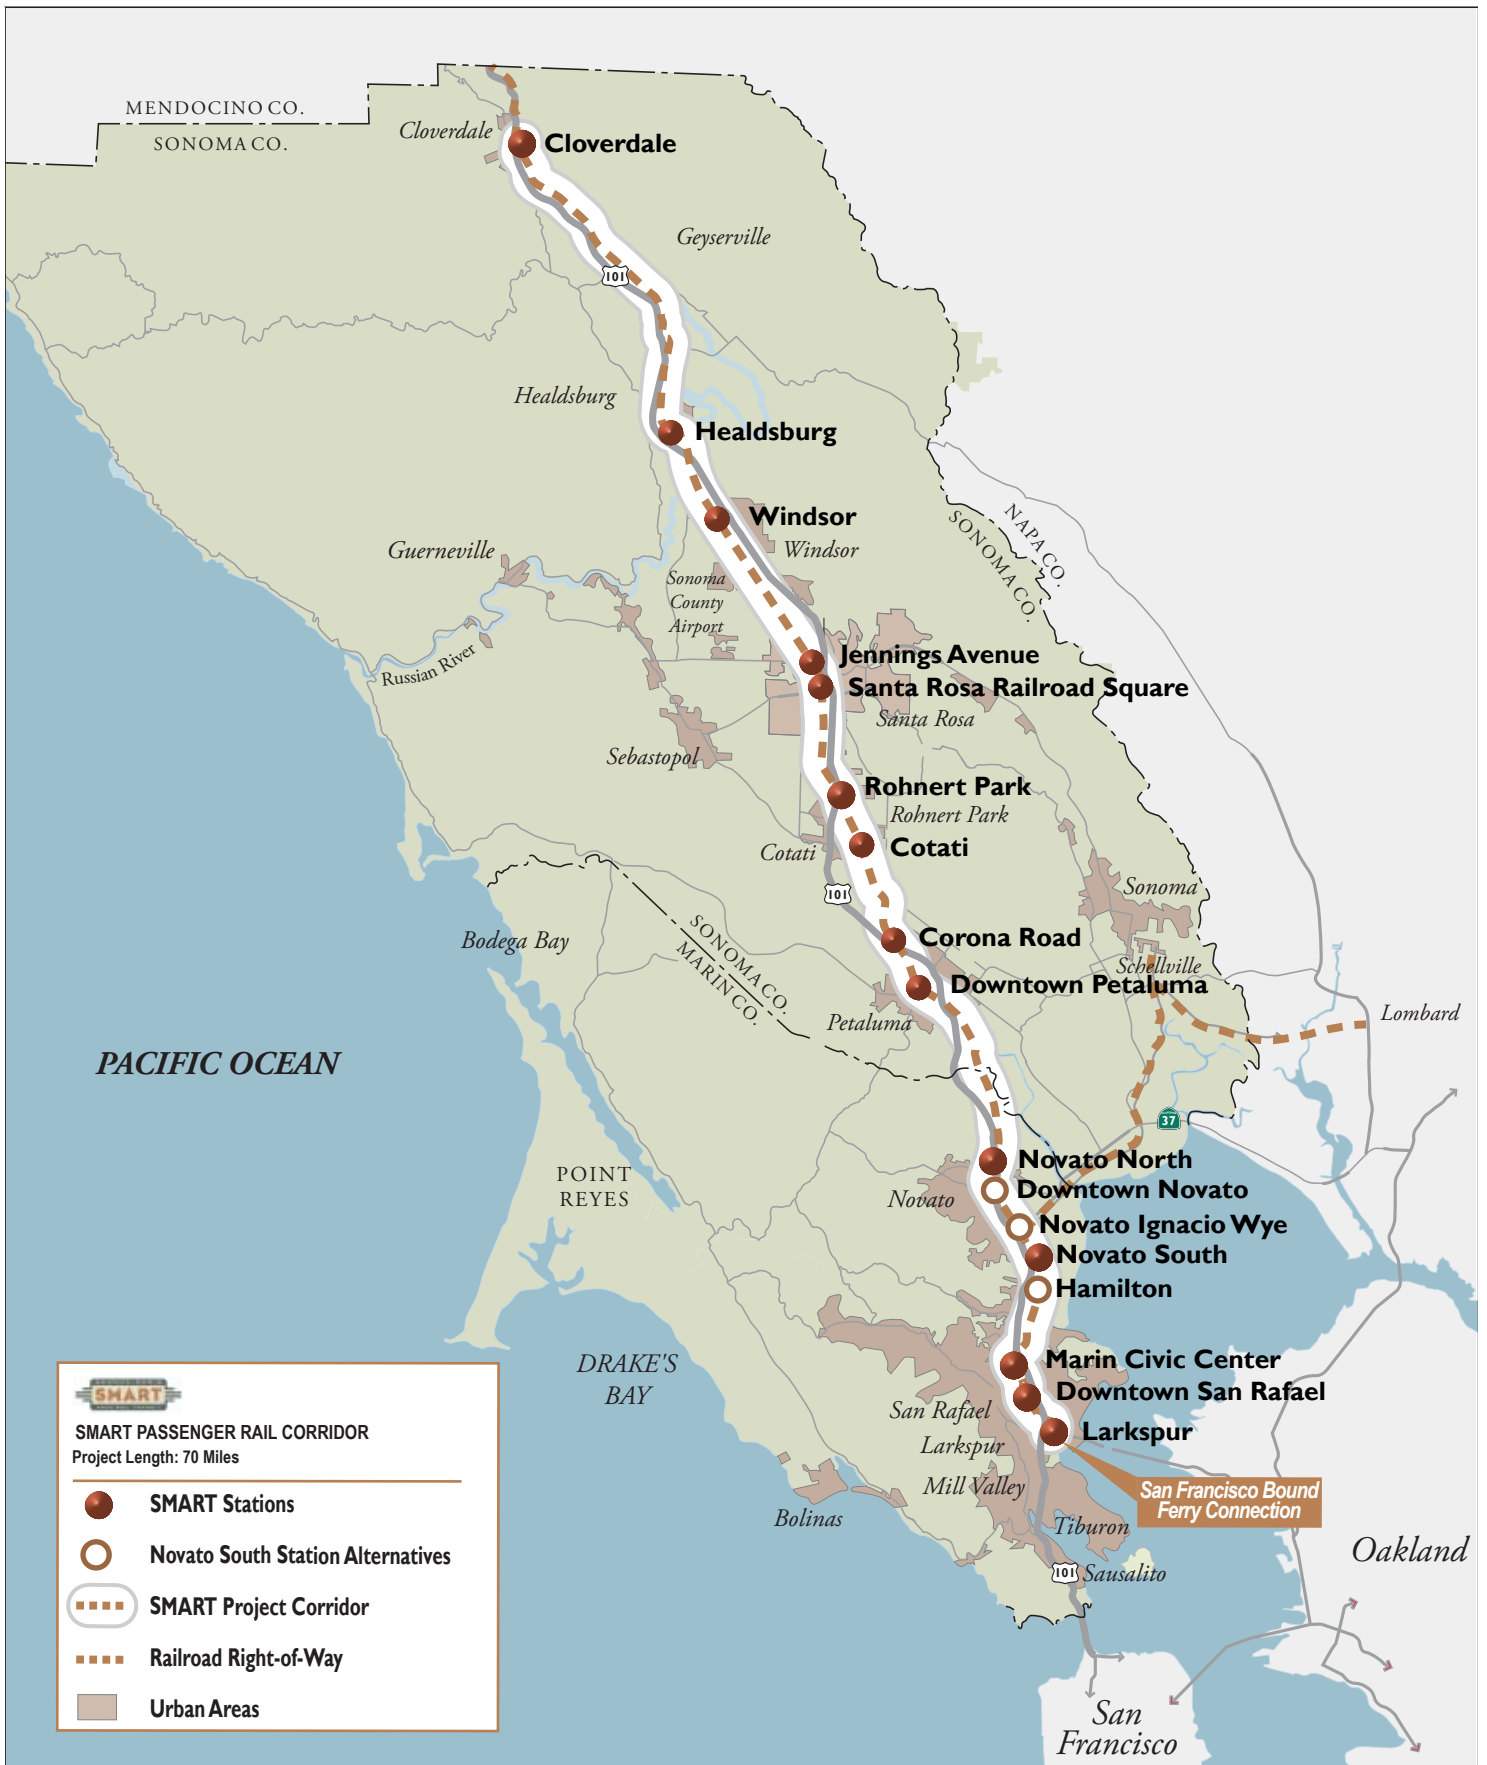 MENDOCINO CO.
SONOMA CO.
Cloverdale
Cloverdale
Geyserville
101
Healdsburg
Healdsburg
Windsor
Windsor
Guerneville
Sonoma
County
Airport
Russian River
NAPA CO.
SONOMA CO.
Jennings Avenue
Santa Rosa Railroad Square
Santa Rosa
Sebastopol
Rohnert Park
Rohnert Park
Cotati
Cotati
101
Sonoma
Bodega Bay
SONOMA CO.
MARIN CO.
Corona Road
Schellville
Downtown Petaluma
Petaluma
Lombard
PACIFIC OCEAN
37
POINT
REYES
Novato North
Downtown Novato
Novato
Novato Ignacio Wye
Novato South
Hamilton
DRAKE'S
BAY
Marin Civic Center
Downtown San Rafael
San Rafael
Larkspur
Larkspur
Mill Valley
San Francisco Bound
Ferry Connection
Bolinas
Tiburon
Oakland
101
Sausalito
San
Francisco
SMART
SMART PASSENGER RAIL CORRIDOR
Project Length: 70 Miles
SMART Stations
Novato South Station Alternatives
SMART Project Corridor
Railroad Right-of-Way
Urban Areas